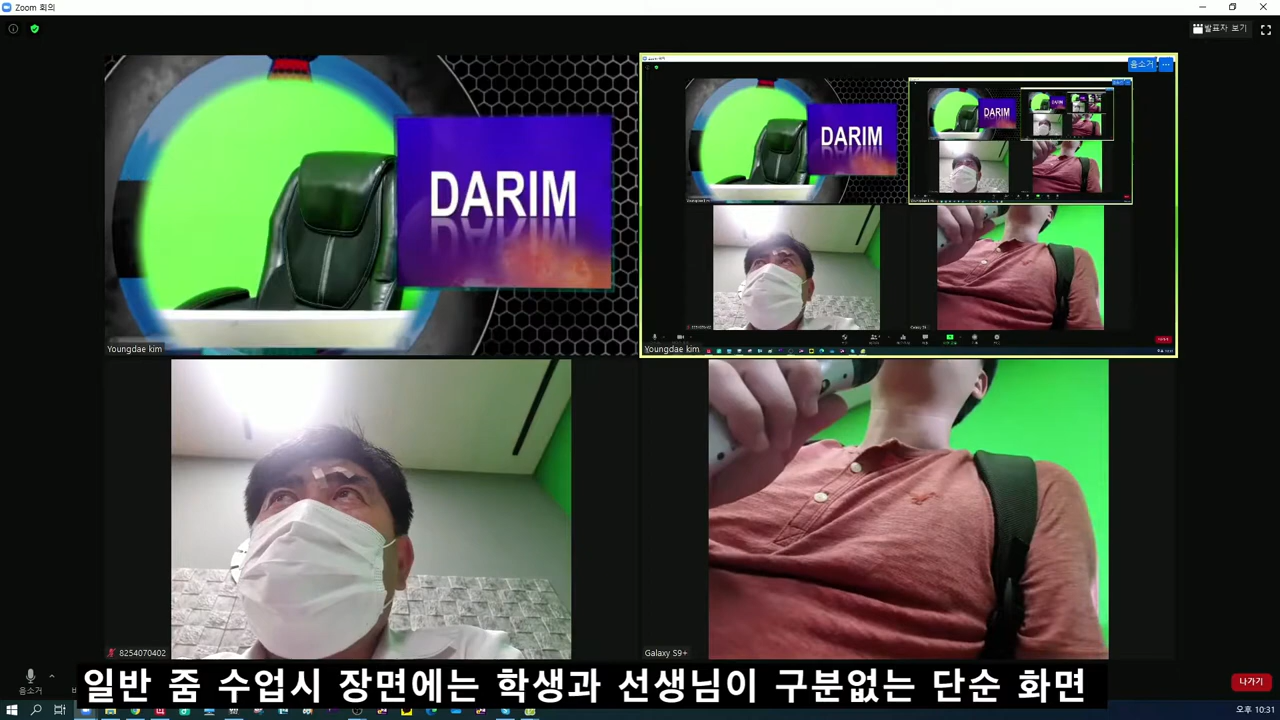 Zoom 회의
발표자 보기
음소거
DARIM
DARIM
DARIM
Youngdae kim
Youngdae kim
8254070402
Galaxy S9+
음소거
나가기
일반 줌 수업시 장면에는 학생과 선생님이 구분없는 단순 화면
오후 10:31